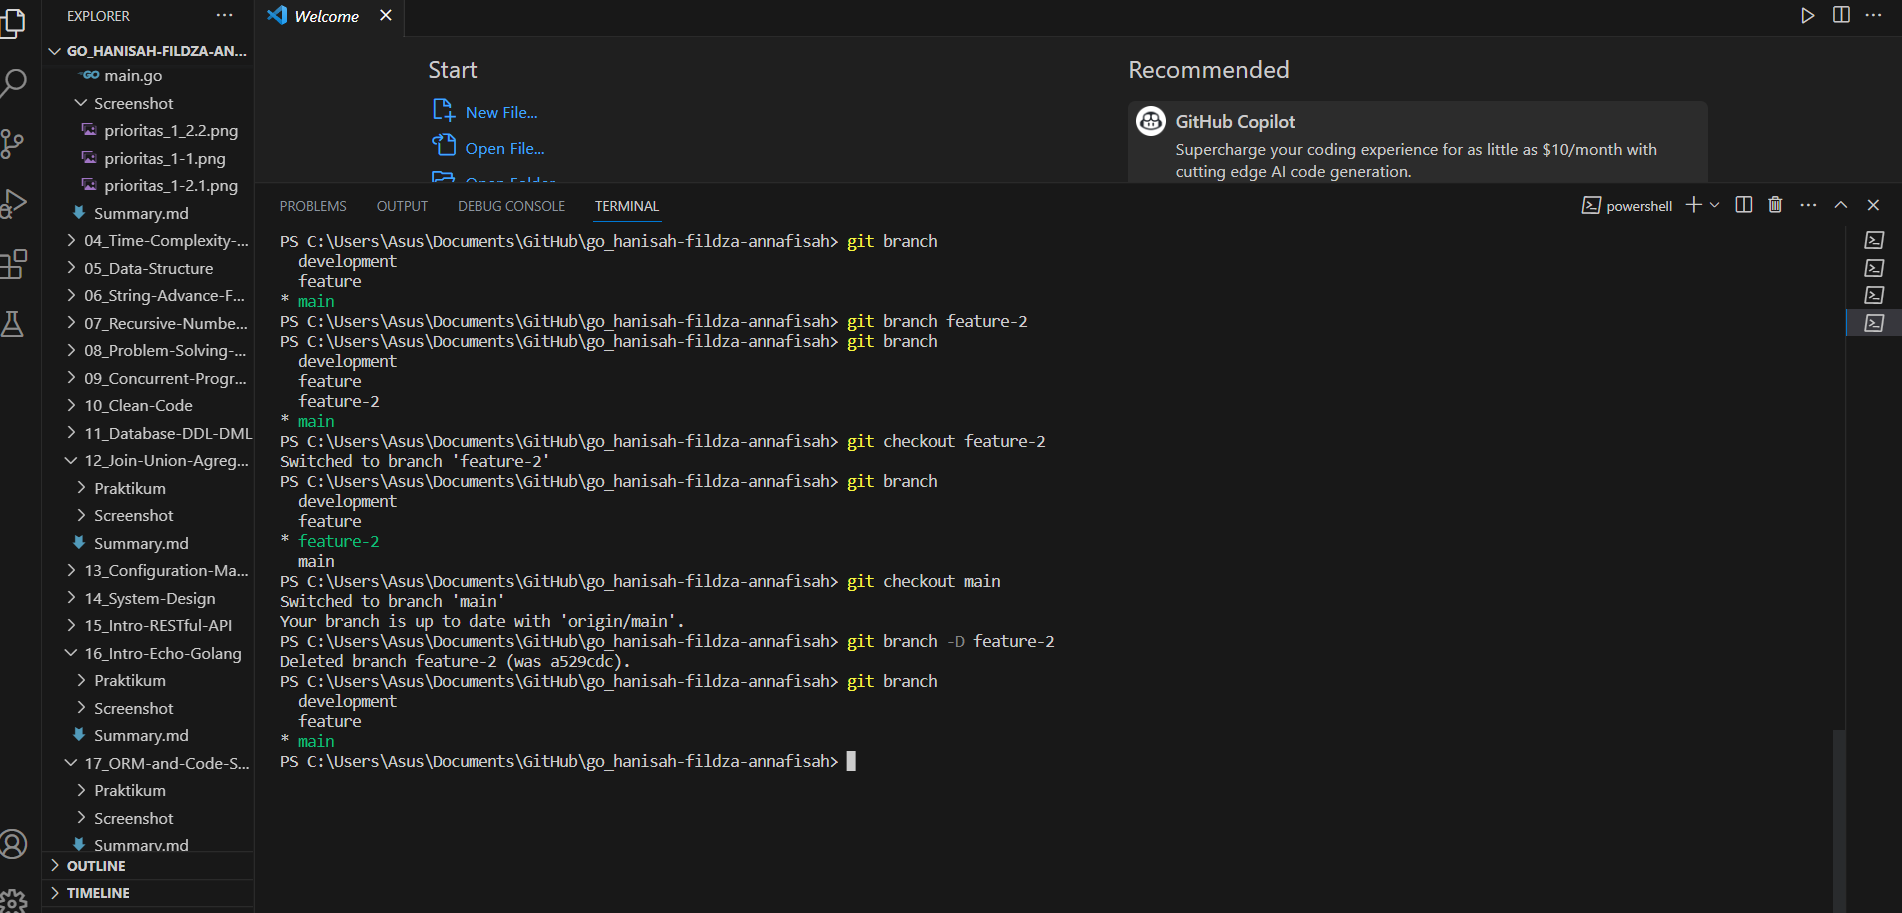 EXPLORER
GO_HANISAH-FILDZA-AN...
main.go
Screenshot
prioritas_1_2.2.png
prioritas_1-1.png
prioritas_1-2.1.png
Summary.md
04_Time-Complexity-...
05_Data-Structure
06_String-Advance-F...
07_Recursive-Numbe...
08_Problem-Solving-...
09_Concurrent-Progr...
10_Clean-Code
11_Database-DDL-DML
12_Join-Union-Agreg...
Praktikum
Screenshot
Summary.md
13_Configuration-Ma...
14_System-Design
15_Intro-RESTful-API
16_Intro-Echo-Golang
Praktikum
Screenshot
Summary.md
17_ORM-and-Code-S...
Praktikum
Screenshot
Summary.md
OUTLINE
TIMELINE
Welcome
Start
New File...
Open File...
Open Folder
Recommended
GitHub Copilot
Supercharge your coding experience for as little as $10/month with
cutting edge AI code generation.
PROBLEMS OUTPUT DEBUG CONSOLE TERMINAL
powershell
PS C:\Users\Asus\Documents\GitHub\go_hanisah-fildza-annafisah> git branch
development
feature
* main
PS C:\Users\Asus\Documents\GitHub\go_hanisah-fildza-annafisah> git branch feature-2
PS C:\Users\Asus\Documents\GitHub\go_hanisah-fildza-annafisah> git branch
development
feature
feature-2
* main
PS C:\Users\Asus\Documents\GitHub\go_hanisah-fildza-annafisah> git checkout feature-2
Switched to branch 'feature-2'
PS C:\Users\Asus\Documents\GitHub\go_hanisah-fildza-annafisah> git branch
development
feature
* feature-2
main
PS C:\Users\Asus\Documents\GitHub\go_hanisah-fildza-annafisah> git checkout main
Switched to branch 'main'
Your branch is up to date with 'origin/main'.
PS C:\Users\Asus\Documents\GitHub\go_hanisah-fildza-annafisah> git branch -D feature-2
Deleted branch feature-2 (was a529cdc).
PS C:\Users\Asus\Documents\GitHub\go_hanisah-fildza-annafisah> git branch
development
feature
* main
PS C:\Users\Asus\Documents\GitHub\go_hanisah-fildza-annafisah>